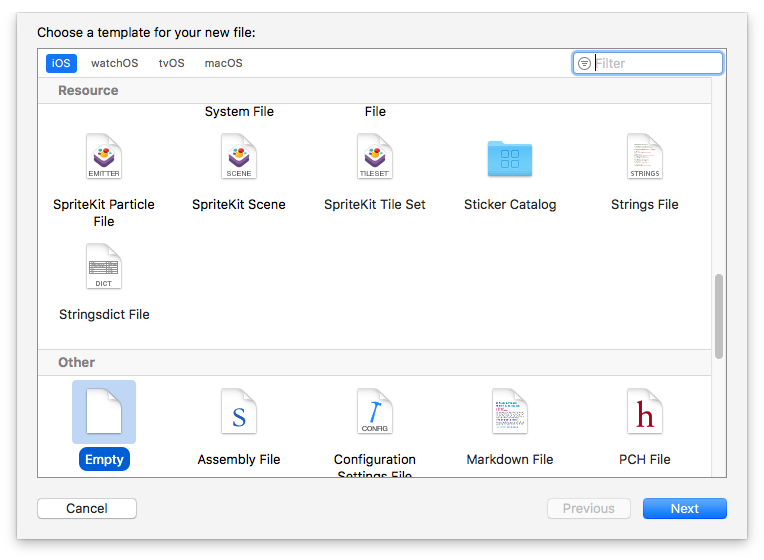 Choose a template for your new file:
iOS watchOS tvOS macOS Filter
Resource
System File File
EMITTER SCENE TILESET STRINGS
SpriteKit Particle File SpriteKit Scene SpriteKit Tile Set Sticker Catalog Strings File
DICT
Stringsdict File
Other
S CONFIG h
Empty Assembly File Configuration Settings File Markdown File PCH File
Cancel Previous Next